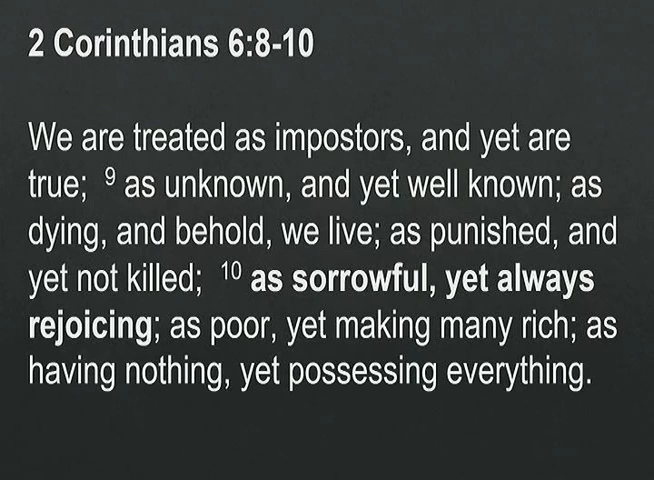 2 Corinthians 6:8-10
We are treated as impostors, and yet are
true; 9 as unknown, and yet well known; as
dying, and behold, we live; as punished, and
yet not killed; 10 as sorrowful, yet always
rejoicing; as poor, yet making many rich; as
having nothing, yet possessing everything.